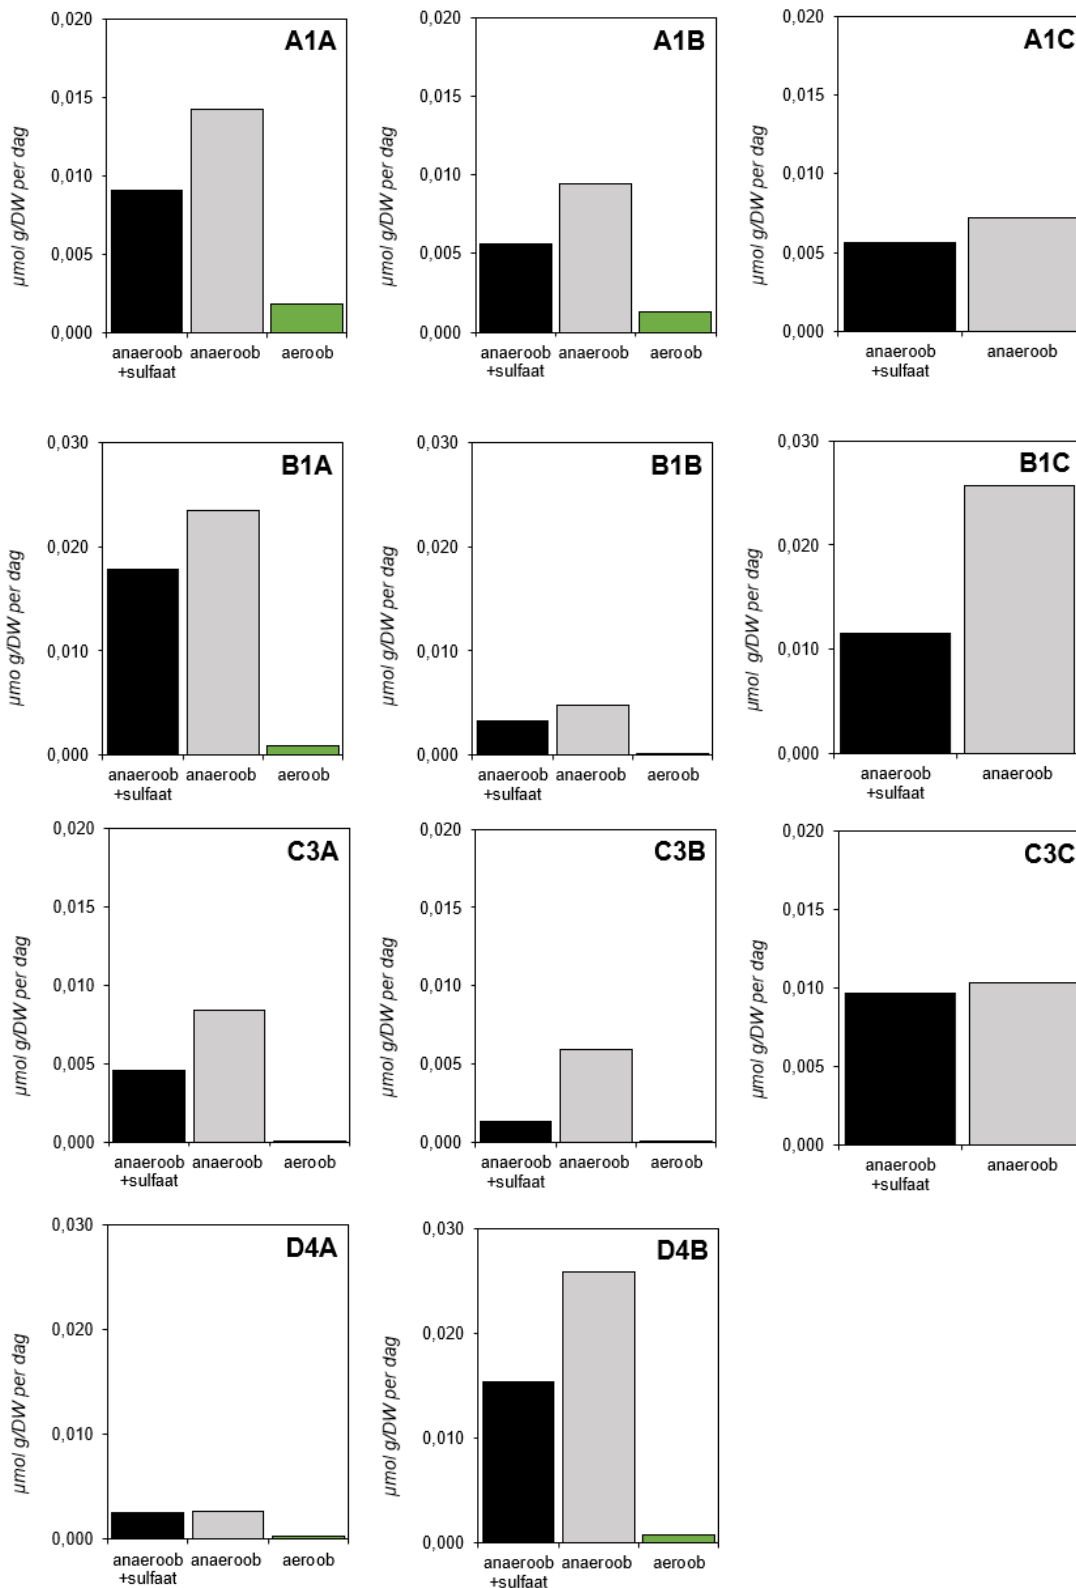 0,020
A1A
0,015
0,010
0,005
0,000
µmol g/DW per dag
anaeroob
+sulfaat
anaeroob
aeroob
0,020
A1B
0,015
0,010
0,005
0,000
µmol g/DW per dag
anaeroob
+sulfaat
anaeroob
aeroob
0,020
A1C
0,015
0,010
0,005
0,000
µmol g/DW per dag
anaeroob
+sulfaat
anaeroob
0,030
B1A
0,020
0,010
0,000
µmo g/DW per dag
anaeroob
+sulfaat
anaeroob
aeroob
0,030
B1B
0,020
0,010
0,000
µmol g/DW per dag
anaeroob
+sulfaat
anaeroob
aeroob
0,030
B1C
0,020
0,010
0,000
µmol g/DW per dag
anaeroob
+sulfaat
anaeroob
0,020
C3A
0,015
0,010
0,005
0,000
µmol g/DW per dag
anaeroob
+sulfaat
anaeroob
aeroob
0,020
C3B
0,015
0,010
0,005
0,000
µmol g/DW per dag
anaeroob
+sulfaat
anaeroob
aeroob
0,020
C3C
0,015
0,010
0,005
0,000
µmol g/DW per dag
anaeroob
+sulfaat
anaeroob
0,030
D4A
0,020
0,010
0,000
µmol g/DW per dag
anaeroob
+sulfaat
anaeroob
aeroob
0,030
D4B
0,020
0,010
0,000
µmol g/DW per dag
anaeroob
+sulfaat
anaeroob
aeroob